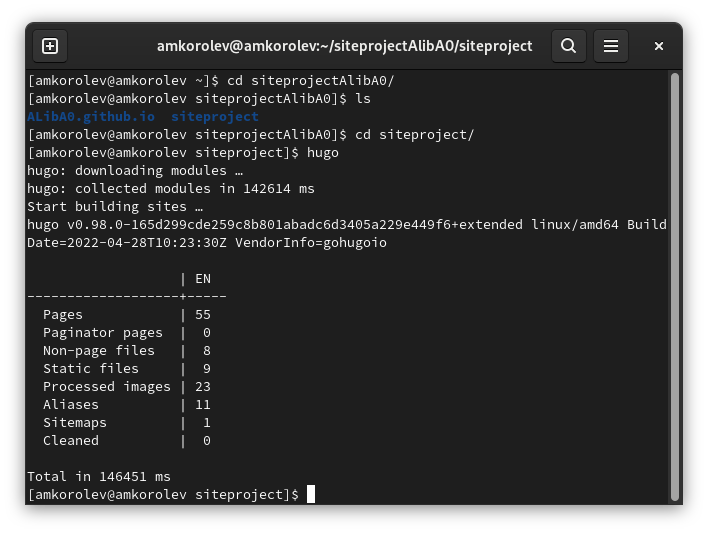 amkorolev@amkorolev:~/siteprojectAlibA0/siteproject
[amkorolev@amkorolev ~]$ cd siteprojectAlibA0/
[amkorolev@amkorolev siteprojectAlibA0]$ ls
ALibA0.github.io  siteproject
[amkorolev@amkorolev siteprojectAlibA0]$ cd siteproject/
[amkorolev@amkorolev siteproject]$ hugo
hugo: downloading modules …
hugo: collected modules in 142614 ms
Start building sites …
hugo v0.98.0-165d299cde259c8b801abadc6d3405a229e449f6+extended linux/amd64 Build
Date=2022-04-28T10:23:30Z VendorInfo=gohugoio
                   | EN
-------------------+-----
  Pages            | 55
  Paginator pages  |  0
  Non-page files   |  8
  Static files     |  9
  Processed images | 23
  Aliases          | 11
  Sitemaps         |  1
  Cleaned          |  0
Total in 146451 ms
[amkorolev@amkorolev siteproject]$